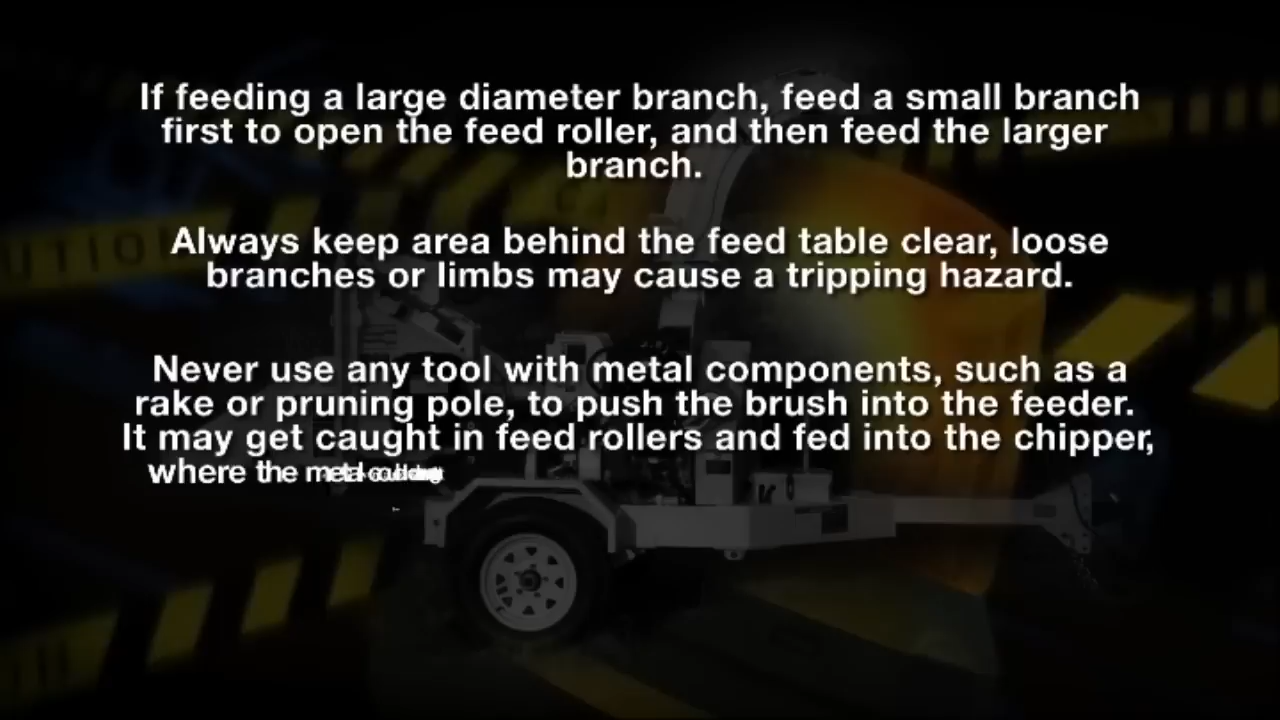 If feeding a large diameter branch, feed a small branch
first to open the feed roller, and then feed the larger
branch.
Always keep area behind the feed table clear, loose
branches or limbs may cause a tripping hazard.
Never use any tool with metal components, such as a
rake or pruning pole, to push the brush into the feeder.
It may get caught in feed rollers and fed into the chipper,
where the metal
UTION